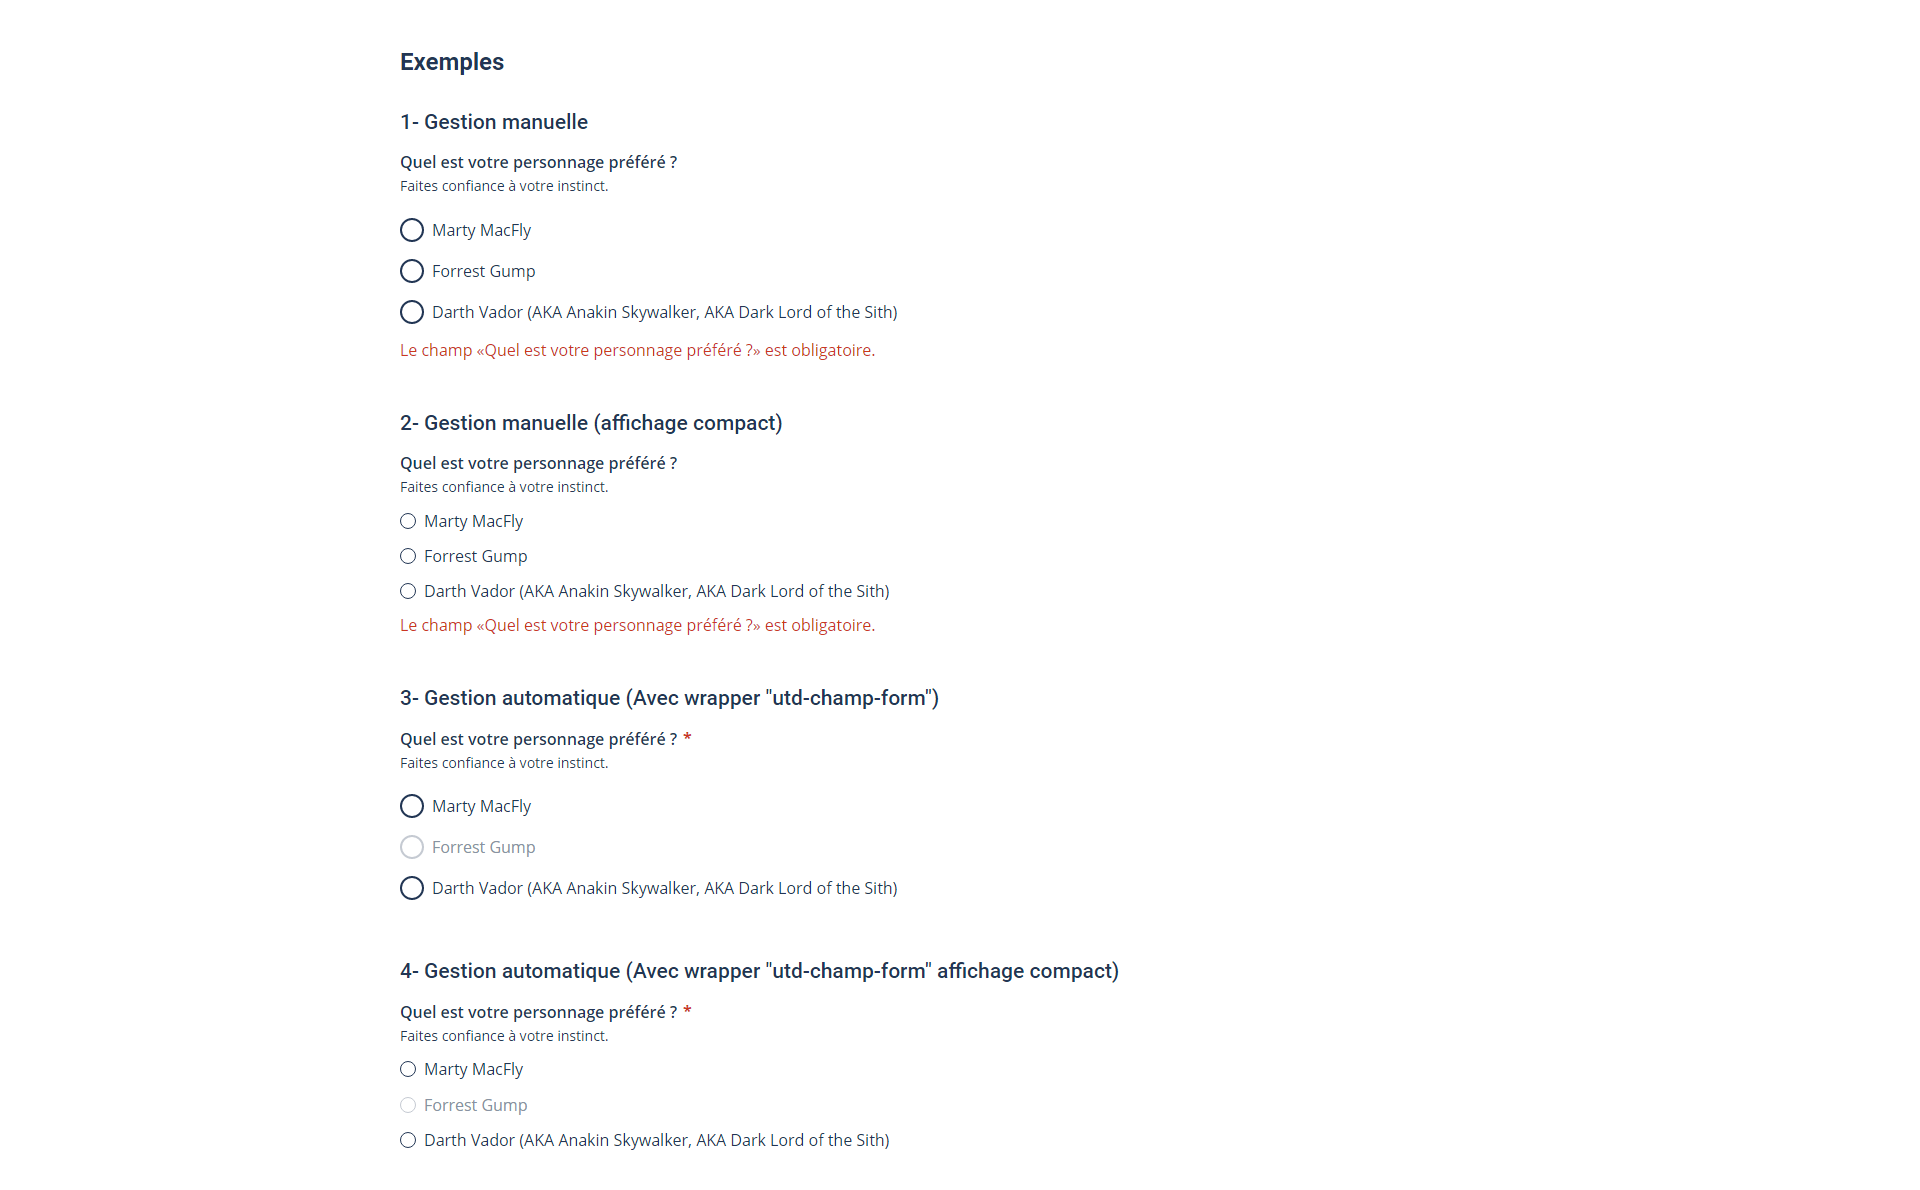 Exemples
1- Gestion manuelle
Quel est votre personnage préféré ?
Faites confiance à votre instinct.
Marty MacFly
Forrest Gump
Darth Vador (AKA Anakin Skywalker, AKA Dark Lord of the Sith)
Le champ «Quel est votre personnage préféré ?» est obligatoire.
2- Gestion manuelle (affichage compact)
Quel est votre personnage préféré ?
Faites confiance à votre instinct.
Marty MacFly
Forrest Gump
Darth Vador (AKA Anakin Skywalker, AKA Dark Lord of the Sith)
Le champ «Quel est votre personnage préféré ?» est obligatoire.
3- Gestion automatique (Avec wrapper "utd-champ-form")
Quel est votre personnage préféré ? *
Faites confiance à votre instinct.
Marty MacFly
Forrest Gump
Darth Vador (AKA Anakin Skywalker, AKA Dark Lord of the Sith)
4- Gestion automatique (Avec wrapper "utd-champ-form" affichage compact)
Quel est votre personnage préféré ? *
Faites confiance à votre instinct.
Marty MacFly
Forrest Gump
Darth Vador (AKA Anakin Skywalker, AKA Dark Lord of the Sith)